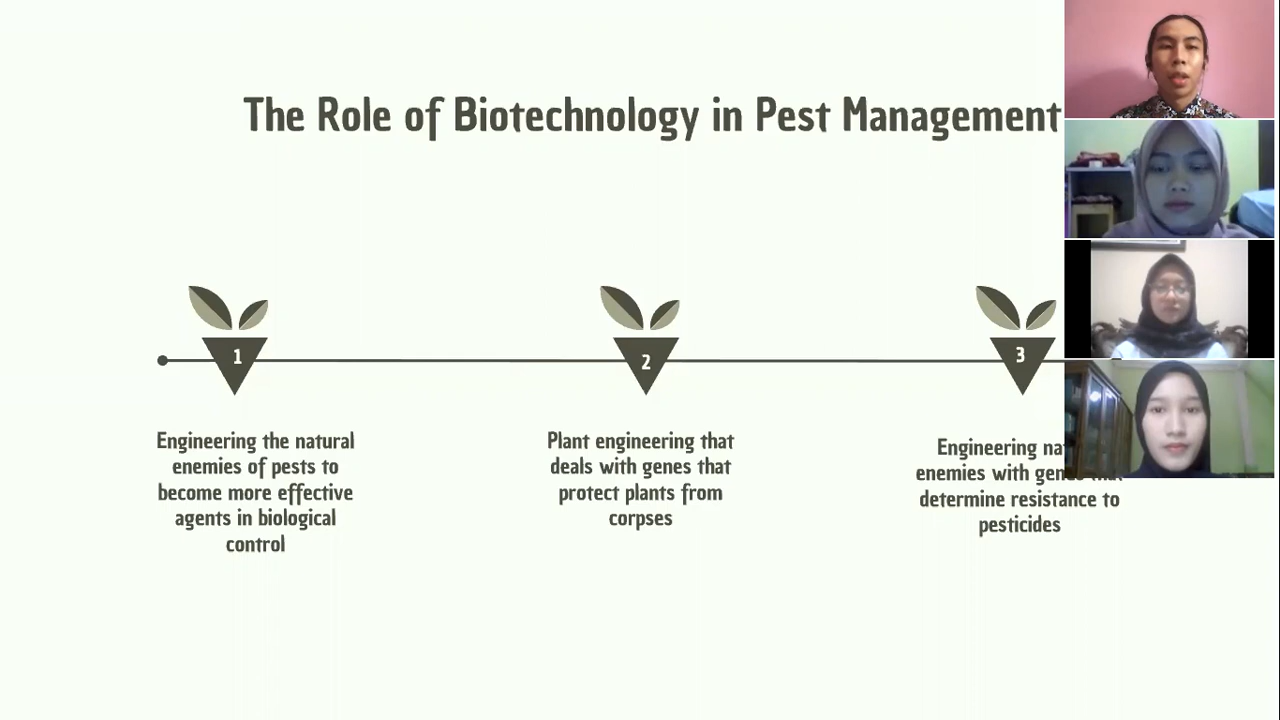 The Role of Biotechnology in Pest Management
1
2
3
Engineering the natural
enemies of pests to
become more effective
agents in biological
control
Plant engineering that
deals with genes that
protect plants from
corpses
Engineering
enemies with
determine resistance to
pesticides